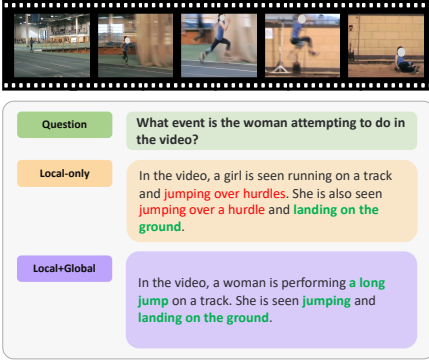 Question
What event is the woman attempting to do in
the video?
Local-only
In the video, a girl is seen running on a track
and jumping over hurdles. She is also seen
jumping over a hurdle and landing on the
ground.
Local+Global
In the video, a woman is performing a long
jump on a track. She is seen jumping and
landing on the ground.